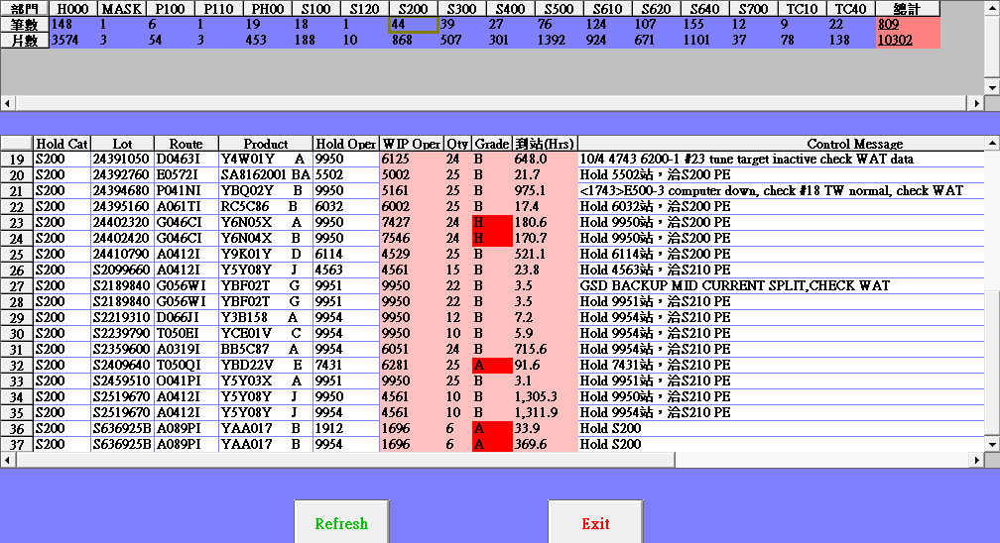 部門 H000 MASK P100 P110 PH00 S100 S120 S200 S300 S400 S500 S610 S620 S640 S700 TC10 TC40 總計
筆數 148 1 6 1 19 18 1 44 39 27 76 124 107 155 12 9 22 809
片數 3574 3 54 3 453 188 10 868 507 301 1392 924 671 1101 37 78 138 10302
Hold Cat Lot Route Product Hold Oper WIP Oper Qty Grade 到站(Hrs) Control Message
19 S200 24391050 D0463I Y4W01Y A 9950 6125 24 B 648.0 10/4 4743 6200-1 #23 tune target inactive check WAT data
20 S200 24392760 E0572I SA8162001 BA 5502 5002 25 B 21.7 Hold 5502站，洽S200 PE
21 S200 24394680 P041NI YBQ02Y B 9950 5161 25 B 975.1 <1743>E500-3 computer down, check #18 TW normal, check WAT
22 S200 24395160 A061TI RC5C86 B 6032 6002 25 B 17.4 Hold 6032站，洽S200 PE
23 S200 24402320 G046CI Y6N05X A 9950 7427 24 H 180.6 Hold 9950站，洽S200 PE
24 S200 24402420 G046CI Y6N04X B 9950 7546 24 H 170.7 Hold 9950站，洽S200 PE
25 S200 24410790 A0412I Y9K01Y D 6114 4529 25 B 521.1 Hold 6114站，洽S200 PE
26 S200 S2099660 A0412I Y5Y08Y J 4563 4561 15 B 23.8 Hold 4563站，洽S210 PE
27 S200 S2189840 G056WI YBF02T G 9951 9950 22 B 3.5 GSD BACKUP MID CURRENT SPLIT,CHECK WAT
28 S200 S2189840 G056WI YBF02T G 9951 9950 22 B 3.5 Hold 9951站，洽S210 PE
29 S200 S2219310 D066JI Y3B158 A 9954 9950 12 B 7.2 Hold 9954站，洽S210 PE
30 S200 S2239790 T050EI YCE01V C 9954 9950 10 B 5.9 Hold 9954站，洽S210 PE
31 S200 S2359600 A0319I BB5C87 A 9954 6051 24 B 715.6 Hold 9954站，洽S210 PE
32 S200 S2409640 T050QI YBD22V E 7431 6281 25 A 91.6 Hold 7431站，洽S210 PE
33 S200 S2459510 O041PI Y5Y03X A 9951 9950 25 B 3.1 Hold 9951站，洽S210 PE
34 S200 S2519670 A0412I Y5Y08Y J 9950 4561 10 B 1,305.3 Hold 9950站，洽S210 PE
35 S200 S2519670 A0412I Y5Y08Y J 9954 4561 10 B 1,311.9 Hold 9954站，洽S210 PE
36 S200 S636925B A089PI YAA017 B 1912 1696 6 A 33.9 Hold S200
37 S200 S636925B A089PI YAA017 B 9954 1696 6 A 369.6 Hold S200
Refresh Exit